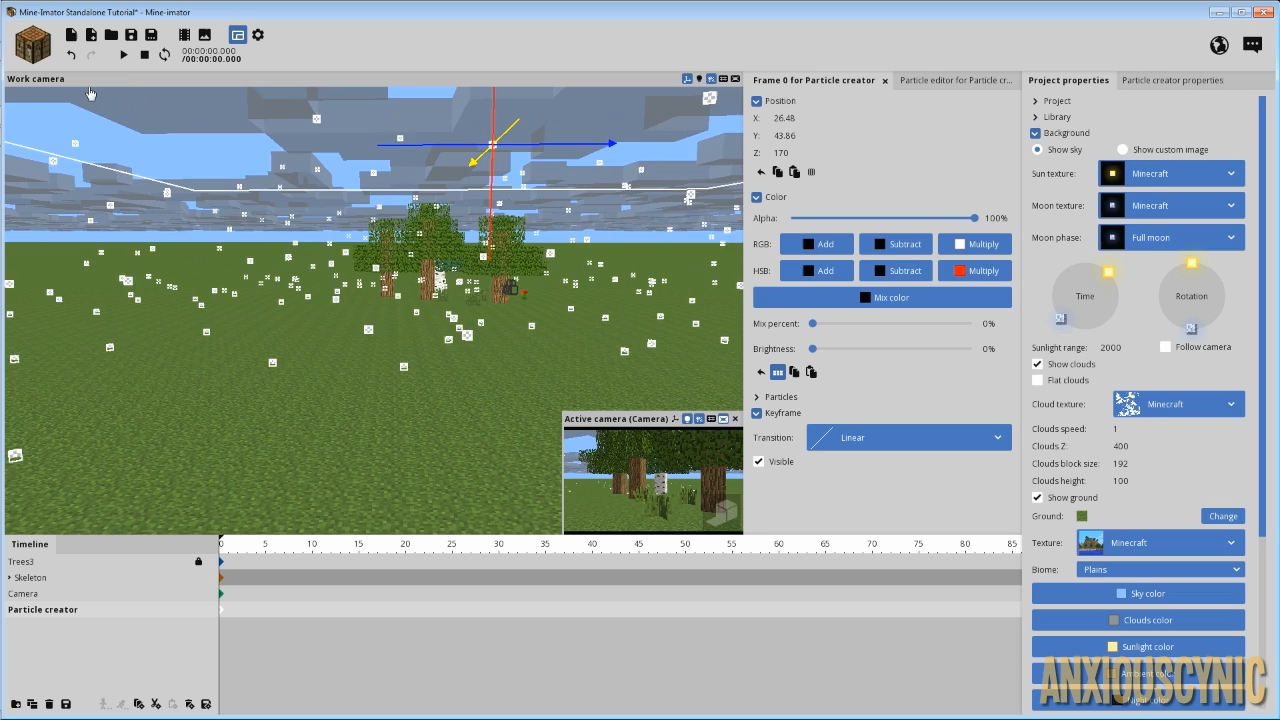 Mine-Imator Standalone Tutorial* - Mine-imator
00:00:00.000
/00:00:00.000
Work camera
Frame 0 for Particle creator
Particle editor for Particle cr...
Project properties
Particle creator properties
Position
X: 26.48
Y: 43.86
Z: 170
Color
Alpha: 100%
RGB: Add Subtract Multiply
HSB: Add Subtract Multiply
Mix color
Mix percent: 0%
Brightness: 0%
Particles
Keyframe
Transition: Linear
Visible
Active camera (Camera)
Project
Library
Background
Show sky Show custom image
Sun texture: Minecraft
Moon texture: Minecraft
Moon phase: Full moon
Time Rotation
Sunlight range: 2000 Follow camera
Show clouds
Flat clouds
Cloud texture: Minecraft
Clouds speed: 1
Clouds Z: 400
Clouds block size: 192
Clouds height: 100
Show ground
Ground: Change
Texture: Minecraft
Biome: Plains
Sky color
Clouds color
Sunlight color
ANXIOUSCYNIC
Timeline
0 5 10 15 20 25 30 35 40 45 50 55 60 65 70 75 80 85
Trees3
Skeleton
Camera
Particle creator